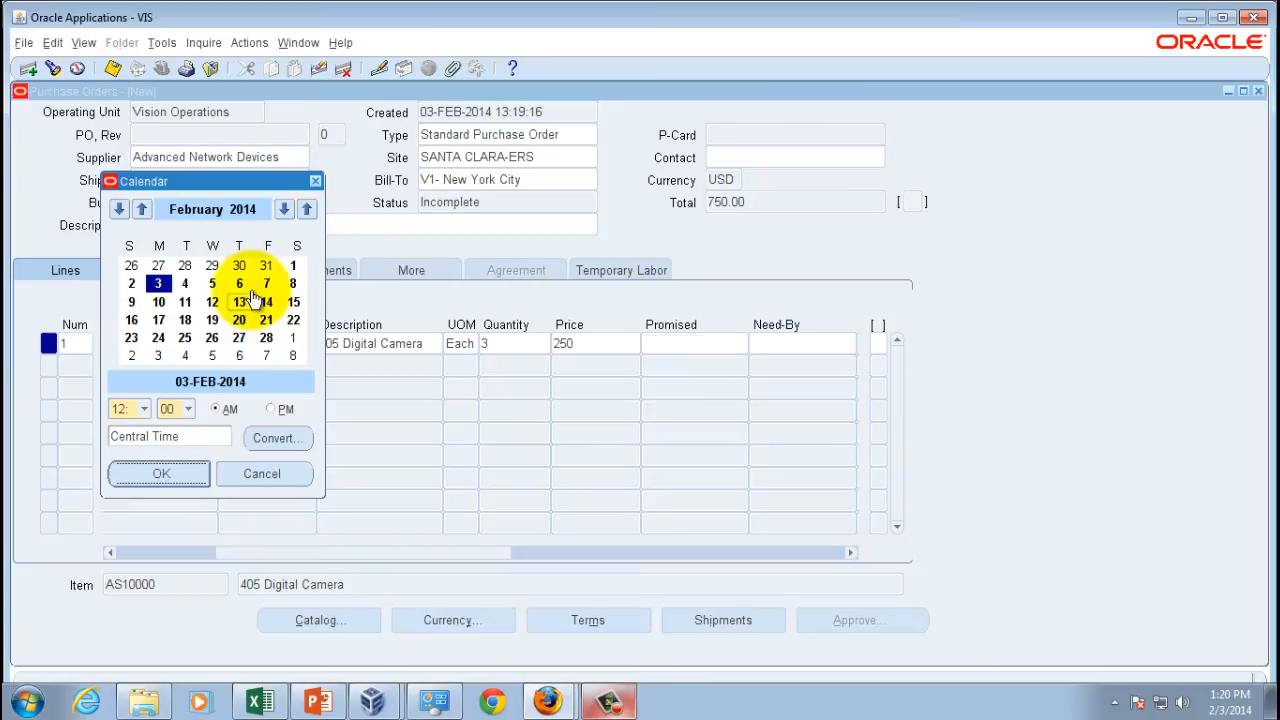 Oracle Applications - VIS
File Edit View Folder Tools Inquire Actions Window Help
ORACLE
Purchase Orders - [New]
Operating Unit Vision Operations Created 03-FEB-2014 13:19:16
PO, Rev 0 Type Standard Purchase Order P-Card
Supplier Advanced Network Devices Site SANTA CLARA-ERS Contact
Bill-To V1- New York City Currency USD
Status Incomplete Total 750.00 [ ]
Descrip
Calendar
February 2014
S M T W T F S
26 27 28 29 30 31 1
2 3 4 5 6 7 8
9 10 11 12 13 14 15
16 17 18 19 20 21 22
23 24 25 26 27 28 1
2 3 4 5 6 7 8
03-FEB-2014
12: 00 AM PM
Central Time Convert...
OK Cancel
Lines More Agreement Temporary Labor
Num Description UOM Quantity Price Promised Need-By [ ]
1 405 Digital Camera Each 3 250
Item AS10000 405 Digital Camera
Catalog... Currency... Terms Shipments Approve...
1:20 PM
2/3/2014